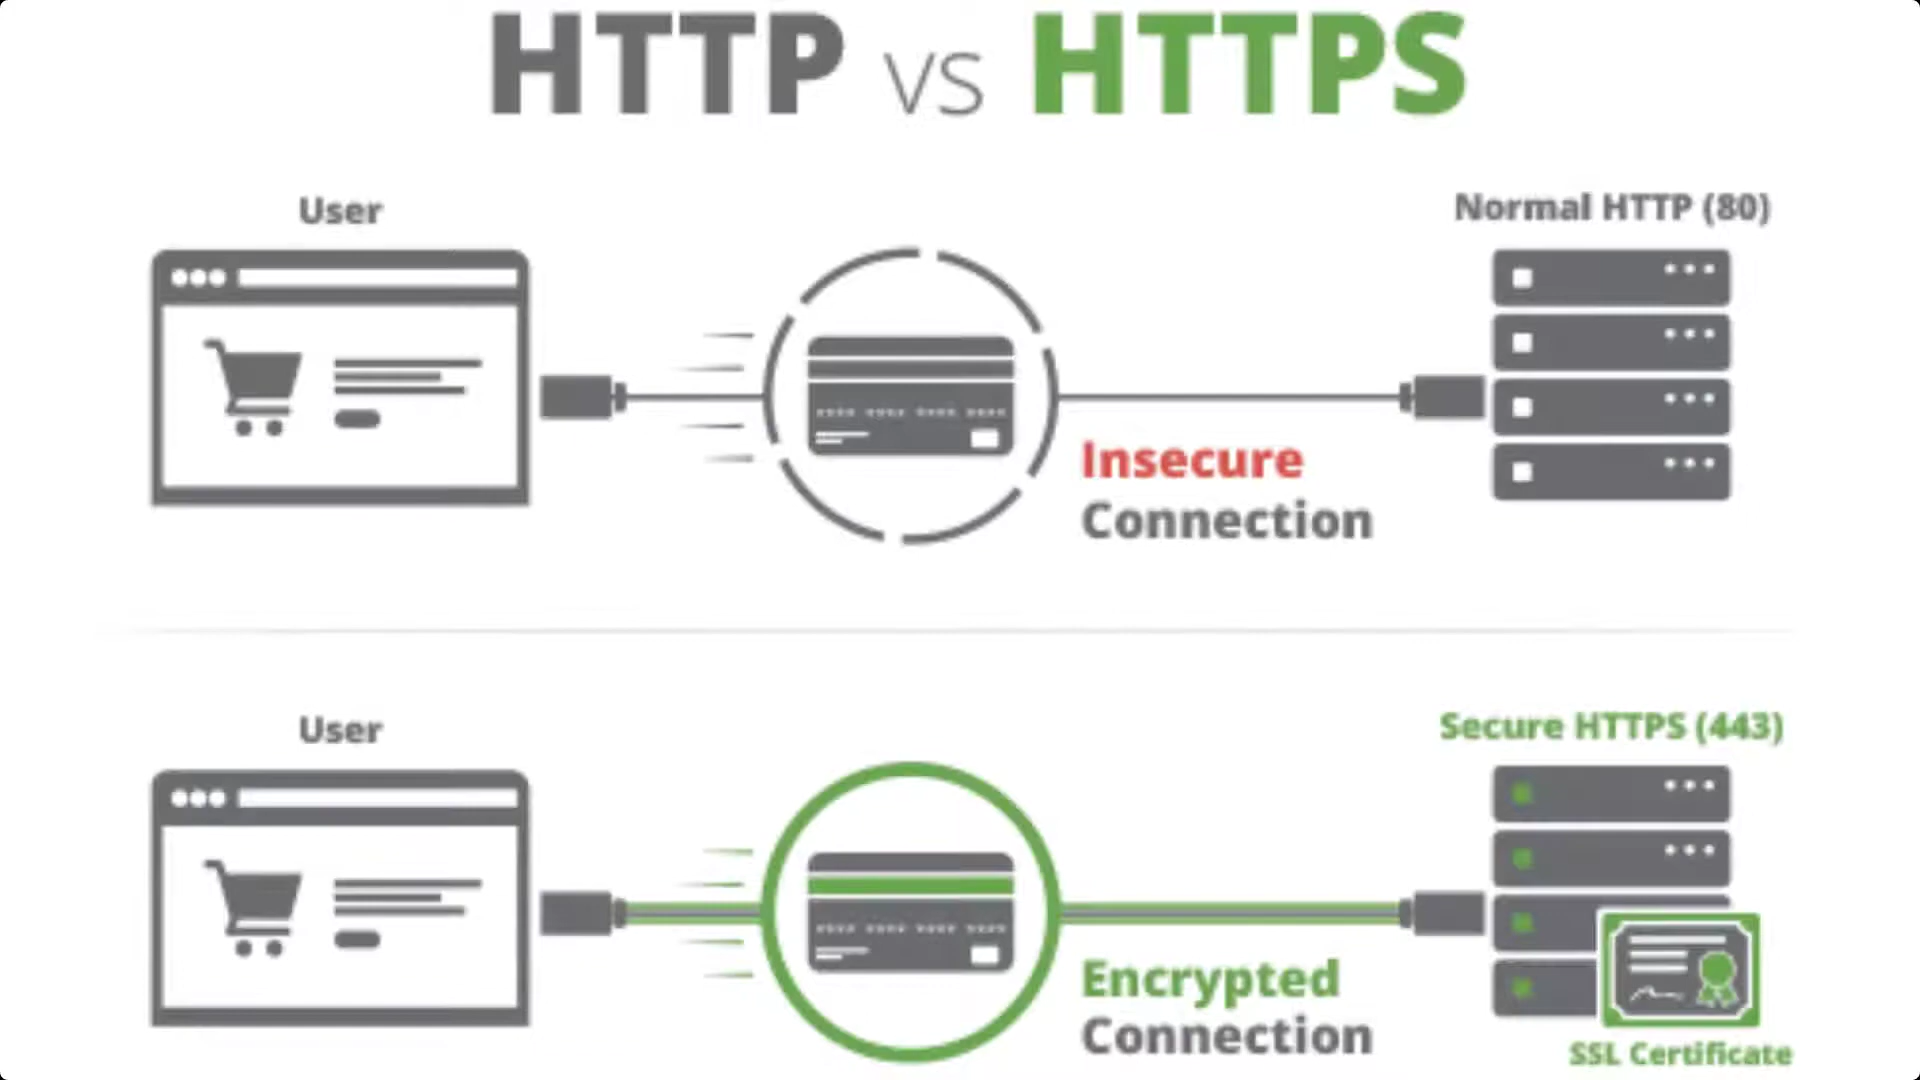 HTTP vs HTTPS
User
Normal HTTP (80)
Insecure
Connection
User
Secure HTTPS (443)
Encrypted
Connection
SSL Certificate